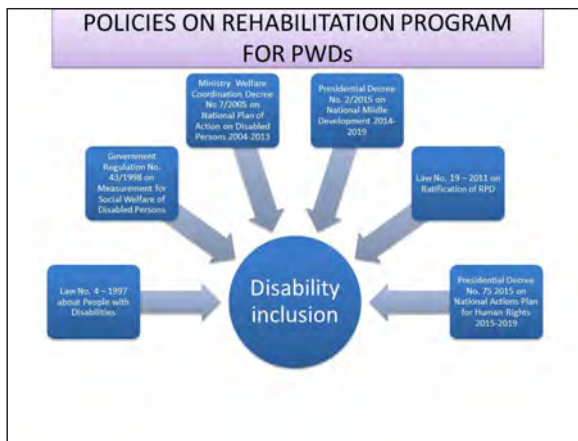 POLICIES ON REHABILITATION PROGRAM
FOR PWDs
Ministry Welfare
Coordination Decree
No 7/2005 on
National Plan of
Action on Disabled
Persons 2004-2013
Presidential Decree
No. 2/2015 on
National Midle
Development 2014-
2019
Government
Regulation No.
43/1998 on
Measurement for
Social Welfare of
Disabled Persons
Law No. 19 – 2011 on
Ratification of RPD
Law No. 4 – 1997
about People with
Disabilities
Disability
inclusion
Presidential Decree
No. 75 2015 on
National Actions Plan
for Human Rights
2015-2019